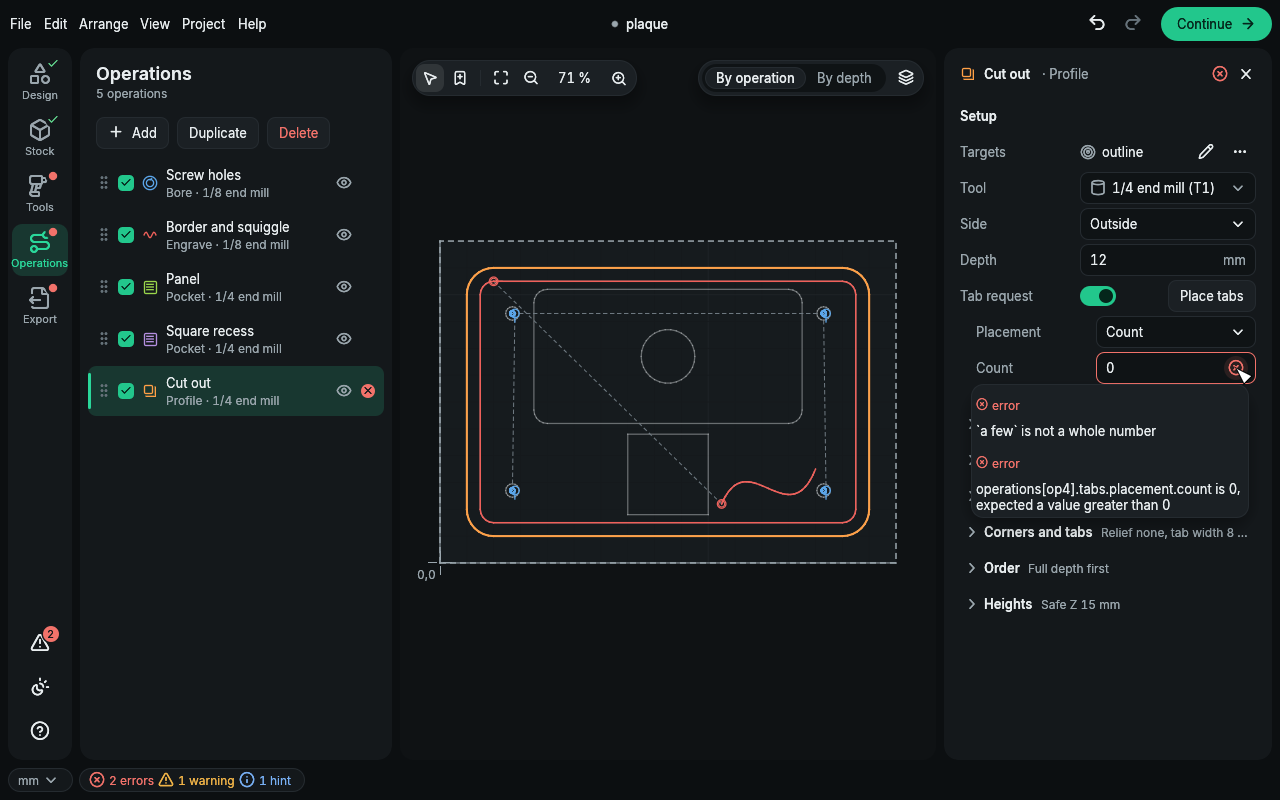 File Edit Arrange View Project Help
plaque
Continue
Design
Stock
Tools
Operations
Export
2
Operations
5 operations
Add
Duplicate
Delete
Screw holes
Bore · 1/8 end mill
Border and squiggle
Engrave · 1/8 end mill
Panel
Pocket · 1/4 end mill
Square recess
Pocket · 1/4 end mill
Cut out
Profile · 1/4 end mill
71 %
By operation
By depth
0,0
Cut out · Profile
Setup
Targets outline
Tool 1/4 end mill (T1)
Side Outside
Depth 12 mm
Tab request Place tabs
Placement Count
Count 0
error
`a few` is not a whole number
error
operations[op4].tabs.placement.count is 0,
expected a value greater than 0
Corners and tabs Relief none, tab width 8 ...
Order Full depth first
Heights Safe Z 15 mm
mm
2 errors 1 warning 1 hint